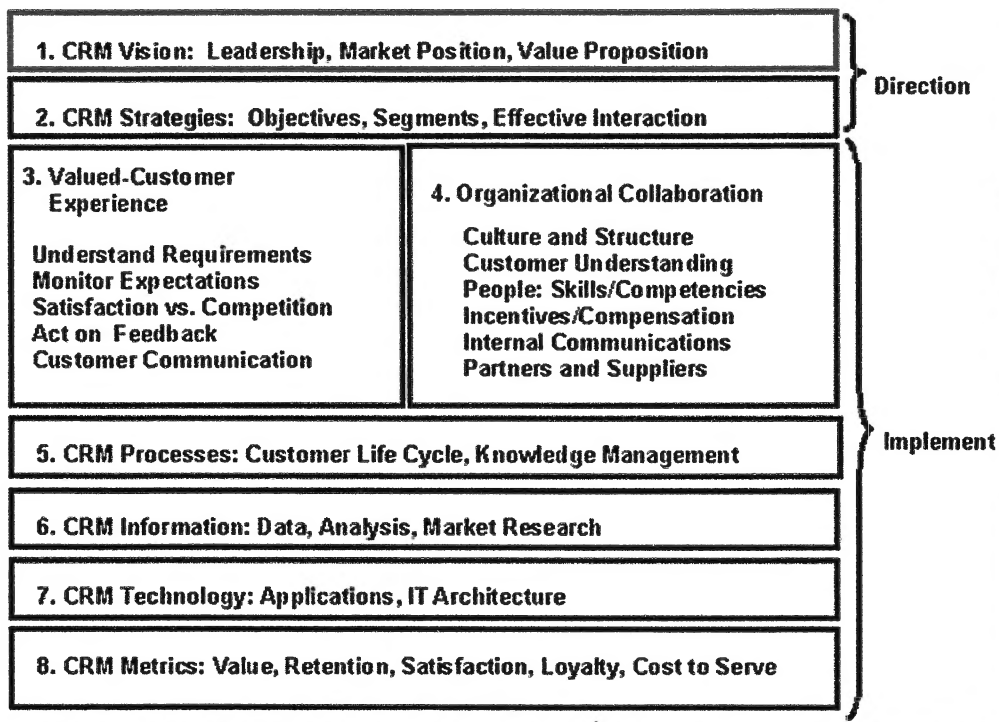 1. CRM Vision: Leadership, Market Position, Value Proposition
Direction
2. CRM Strategies: Objectives, Segments, Effective Interaction
3. Valued-Customer
Experience
Understand Requirements
Monitor Expectations
Satisfaction vs. Competition
Act on Feedback
Customer Communication
4. Organizational Collaboration
Culture and Structure
Customer Understanding
People: Skills/Competencies
Incentives/Compensation
Internal Communications
Partners and Suppliers
Implement
5. CRM Processes: Customer Life Cycle, Knowledge Management
6. CRM Information: Data, Analysis, Market Research
7. CRM Technology: Applications, IT Architecture
8. CRM Metrics: Value, Retention, Satisfaction, Loyalty, Cost to Serve